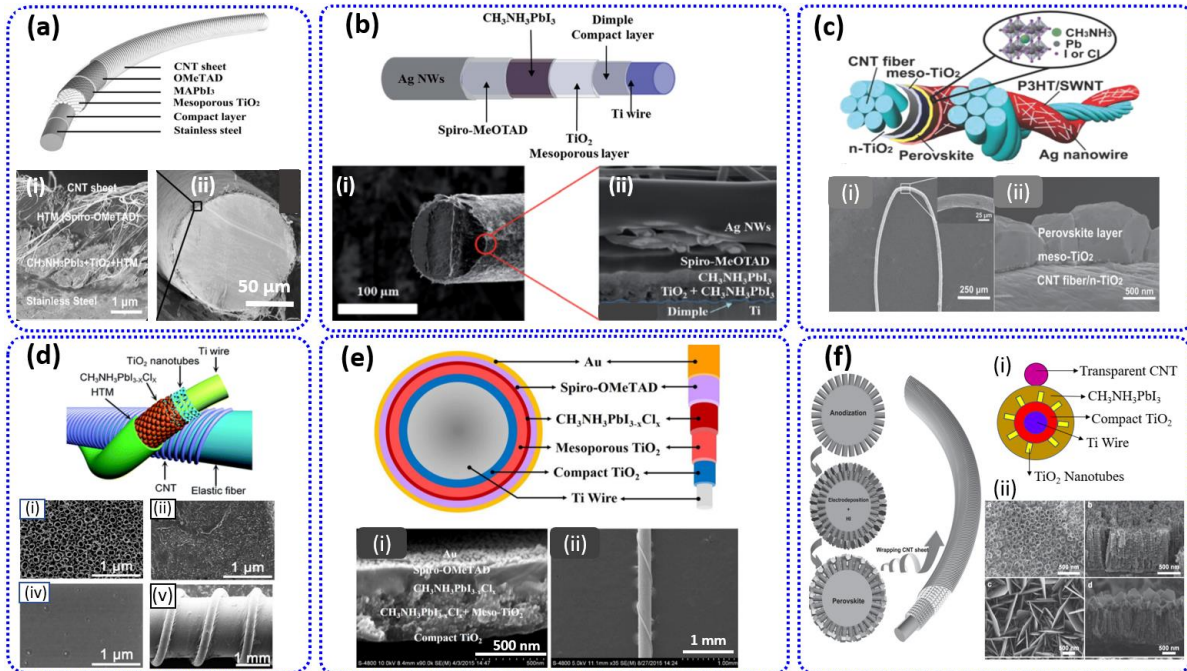 (a)
CNT sheet
OMeTAD
MAPbI₃
Mesoporous TiO₂
Compact layer
Stainless steel
(i)
CNT sheet
HTM (Spiro-OMeTAD)
CH₃NH₃PbI₃+TiO₂+HTM
Stainless Steel
1 µm
(ii)
50 µm
(b)
CH₃NH₃PbI₃
Dimple
Compact layer
Ag NWs
Ti wire
Spiro-MeOTAD
TiO₂
Mesoporous layer
(i)
100 µm
(ii)
Ag NWs
Spiro-MeOTAD
CH₃NH₃PbI₃
TiO₂ + CH₃NH₃PbI₃
Dimple
Ti
(c)
CH₃NH₃
Pb
I or Cl
CNT fiber
meso-TiO₂
P3HT/SWNT
n-TiO₂
Perovskite
Ag nanowire
(i)
25 µm
250 µm
(ii)
Perovskite layer
meso-TiO₂
CNT fiber/n-TiO₂
500 nm
(d)
Ti wire
TiO₂ nanotubes
CH₃NH₃PbI₃₋ₓClₓ
HTM
CNT
Elastic fiber
(i)
1 µm
(ii)
1 µm
(iv)
1 µm
(v)
1 mm
(e)
Au
Spiro-OMeTAD
CH₃NH₃PbI₃₋ₓClₓ
Mesoporous TiO₂
Compact TiO₂
Ti Wire
(i)
Au
Spiro-OMeTAD
CH₃NH₃PbI₃₋ₓClₓ
CH₃NH₃PbI₃₋ₓClₓ + Meso-TiO₂
Compact TiO₂
500 nm
(ii)
1 mm
(f)
Anodization
Electrodeposition
+
HI
Perovskite
Wrapping CNT sheet
(i)
Transparent CNT
CH₃NH₃PbI₃
Compact TiO₂
Ti Wire
TiO₂ Nanotubes
(ii)
a
500 nm
b
500 nm
c
500 nm
d
500 nm